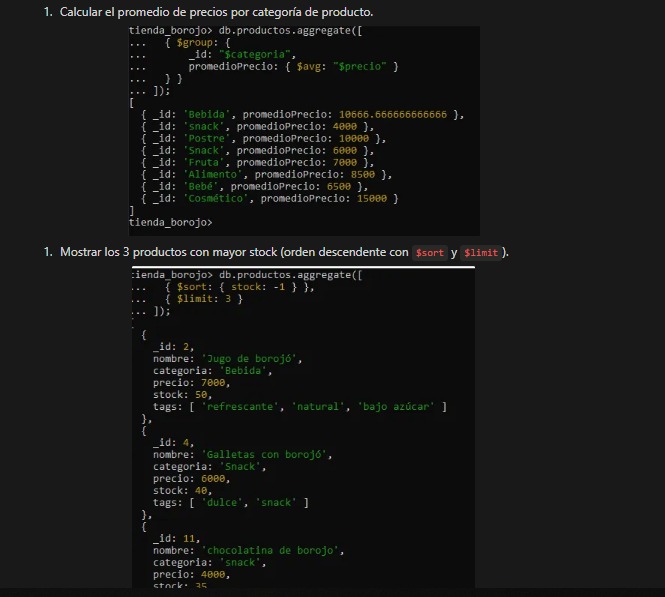 1. Calcular el promedio de precios por categoría de producto.
tienda_borojo> db.productos.aggregate([
... { $group: {
... _id: "$categoria",
... promedioPrecio: { $avg: "$precio" }
... } }
... ]);
[
{ _id: 'Bebida', promedioPrecio: 10666.666666666666 },
{ _id: 'snack', promedioPrecio: 4000 },
{ _id: 'Postre', promedioPrecio: 10000 },
{ _id: 'Snack', promedioPrecio: 6000 },
{ _id: 'Fruta', promedioPrecio: 7000 },
{ _id: 'Alimento', promedioPrecio: 8500 },
{ _id: 'Bebé', promedioPrecio: 6500 },
{ _id: 'Cosmético', promedioPrecio: 15000 }
]
tienda_borojo>
1. Mostrar los 3 productos con mayor stock (orden descendente con $sort y $limit).
tienda_borojo> db.productos.aggregate([
... { $sort: { stock: -1 } },
... { $limit: 3 }
... ]);
{
_id: 2,
nombre: 'Jugo de borojó',
categoria: 'Bebida',
precio: 7000,
stock: 50,
tags: [ 'refrescante', 'natural', 'bajo azúcar' ]
},
{
_id: 4,
nombre: 'Galletas con borojó',
categoria: 'Snack',
precio: 6000,
stock: 40,
tags: [ 'dulce', 'snack' ]
},
{
_id: 11,
nombre: 'chocolatina de borojo',
categoria: 'snack',
precio: 4000,
stock: 35